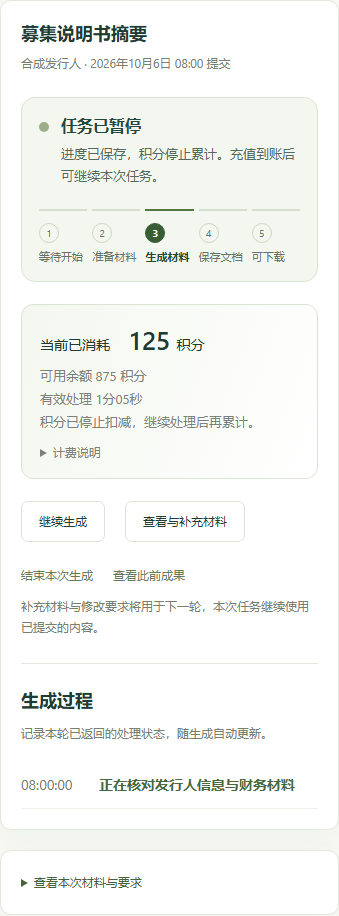 募集说明书摘要
合成发行人 · 2026年10月6日 08:00 提交
任务已暂停
进度已保存，积分停止累计。充值到账后
可继续本次任务。
1 2 3 4 5
等待开始 准备材料 生成材料 保存文档 可下载
当前已消耗 125 积分
可用余额 875 积分
有效处理 1分05秒
积分已停止扣减，继续处理后再累计。
计费说明
继续生成 查看与补充材料
结束本次生成 查看此前成果
补充材料与修改要求将用于下一轮，本次任务继续使用
已提交的内容。
生成过程
记录本轮已返回的处理状态，随生成自动更新。
08:00:00 正在核对发行人信息与财务材料
查看本次材料与要求